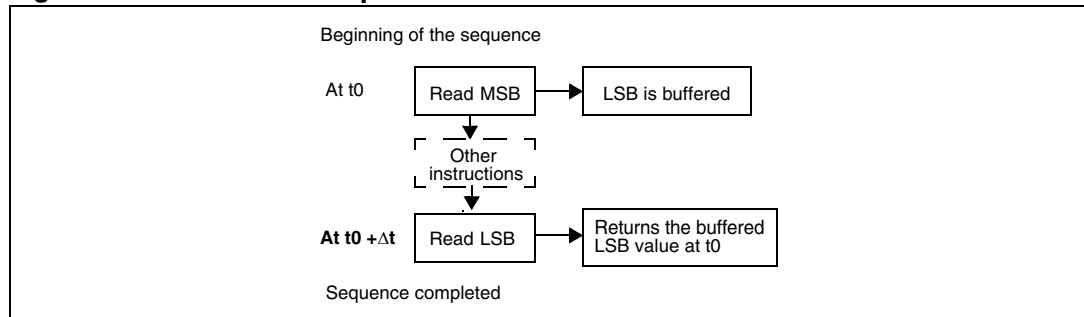 Beginning of the sequence
At t0
Read MSB
LSB is buffered
Other
instructions
At t0 +Δt
Read LSB
Returns the buffered
LSB value at t0
Sequence completed